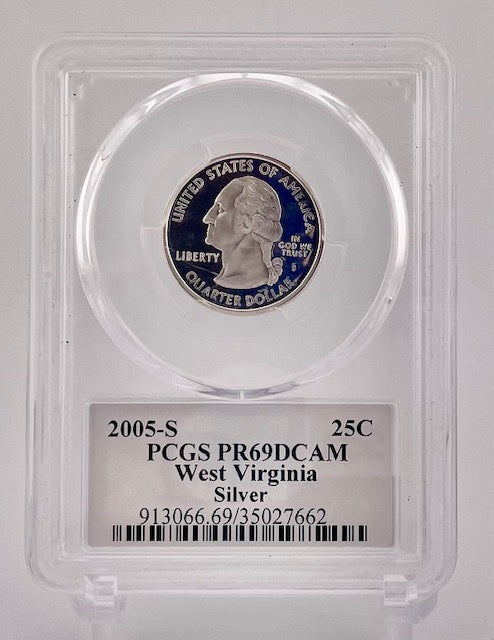 UNITED STATES OF AMERICA
LIBERTY
IN
GOD WE
TRUST
S
QUARTER DOLLAR
2005-S 25C
PCGS PR69DCAM
West Virginia
Silver
913066.69/35027662